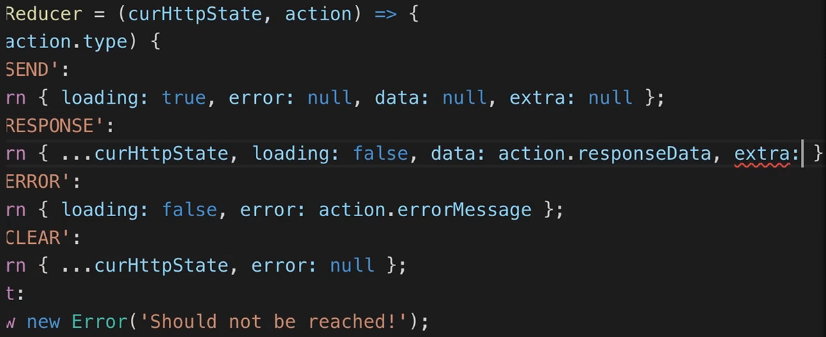 Reducer = (curHttpState, action) => {
action.type) {
SEND':
rn { loading: true, error: null, data: null, extra: null };
RESPONSE':
rn { ...curHttpState, loading: false, data: action.responseData, extra: }
ERROR':
rn { loading: false, error: action.errorMessage };
CLEAR':
rn { ...curHttpState, error: null };
t:
w new Error('Should not be reached!');